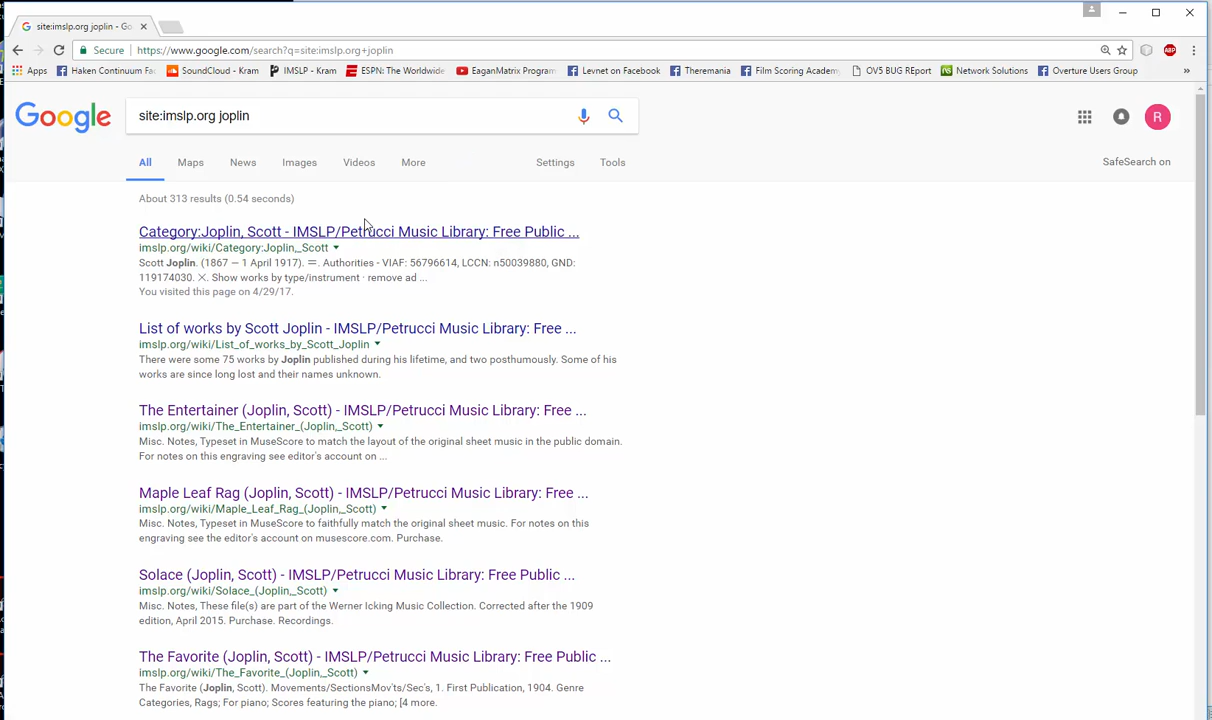 site:imslp.org joplin - Go
Secure
https://www.google.com/search?q=site:imslp.org+joplin
ABP
Apps
Haken Continuum Fa
SoundCloud - Kram
IMSLP - Kram
ESPN: The Worldwide
EaganMatrix Program
Levnet on Facebook
Theremania
Film Scoring Academ
OV5 BUG REport
Network Solutions
Overture Users Group
»
Google
site:imslp.org joplin
R
All
Maps
News
Images
Videos
More
Settings
Tools
SafeSearch on
About 313 results (0.54 seconds)
Category:Joplin, Scott - IMSLP/Petrucci Music Library: Free Public ...
imslp.org/wiki/Category:Joplin,_Scott
Scott Joplin. (1867 — 1 April 1917). =. Authorities - VIAF: 56796614, LCCN: n50039880, GND:
119174030. ╳. Show works by type/instrument · remove ad ...
You visited this page on 4/29/17.
List of works by Scott Joplin - IMSLP/Petrucci Music Library: Free ...
imslp.org/wiki/List_of_works_by_Scott_Joplin
There were some 75 works by Joplin published during his lifetime, and two posthumously. Some of his
works are since long lost and their names unknown.
The Entertainer (Joplin, Scott) - IMSLP/Petrucci Music Library: Free ...
imslp.org/wiki/The_Entertainer_(Joplin,_Scott)
Misc. Notes, Typeset in MuseScore to match the layout of the original sheet music in the public domain.
For notes on this engraving see editor's account on ...
Maple Leaf Rag (Joplin, Scott) - IMSLP/Petrucci Music Library: Free ...
imslp.org/wiki/Maple_Leaf_Rag_(Joplin,_Scott)
Misc. Notes, Typeset in MuseScore to faithfully match the original sheet music. For notes on this
engraving see the editor's account on musescore.com. Purchase.
Solace (Joplin, Scott) - IMSLP/Petrucci Music Library: Free Public ...
imslp.org/wiki/Solace_(Joplin,_Scott)
Misc. Notes, These file(s) are part of the Werner Icking Music Collection. Corrected after the 1909
edition, April 2015. Purchase. Recordings.
The Favorite (Joplin, Scott) - IMSLP/Petrucci Music Library: Free Public ...
imslp.org/wiki/The_Favorite_(Joplin,_Scott)
The Favorite (Joplin, Scott). Movements/SectionsMov'ts/Sec's, 1. First Publication, 1904. Genre
Categories, Rags; For piano; Scores featuring the piano; [4 more.